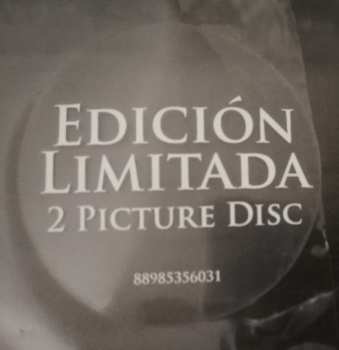 EDICIÓN
LIMITADA
2 PICTURE DISC
88985356031